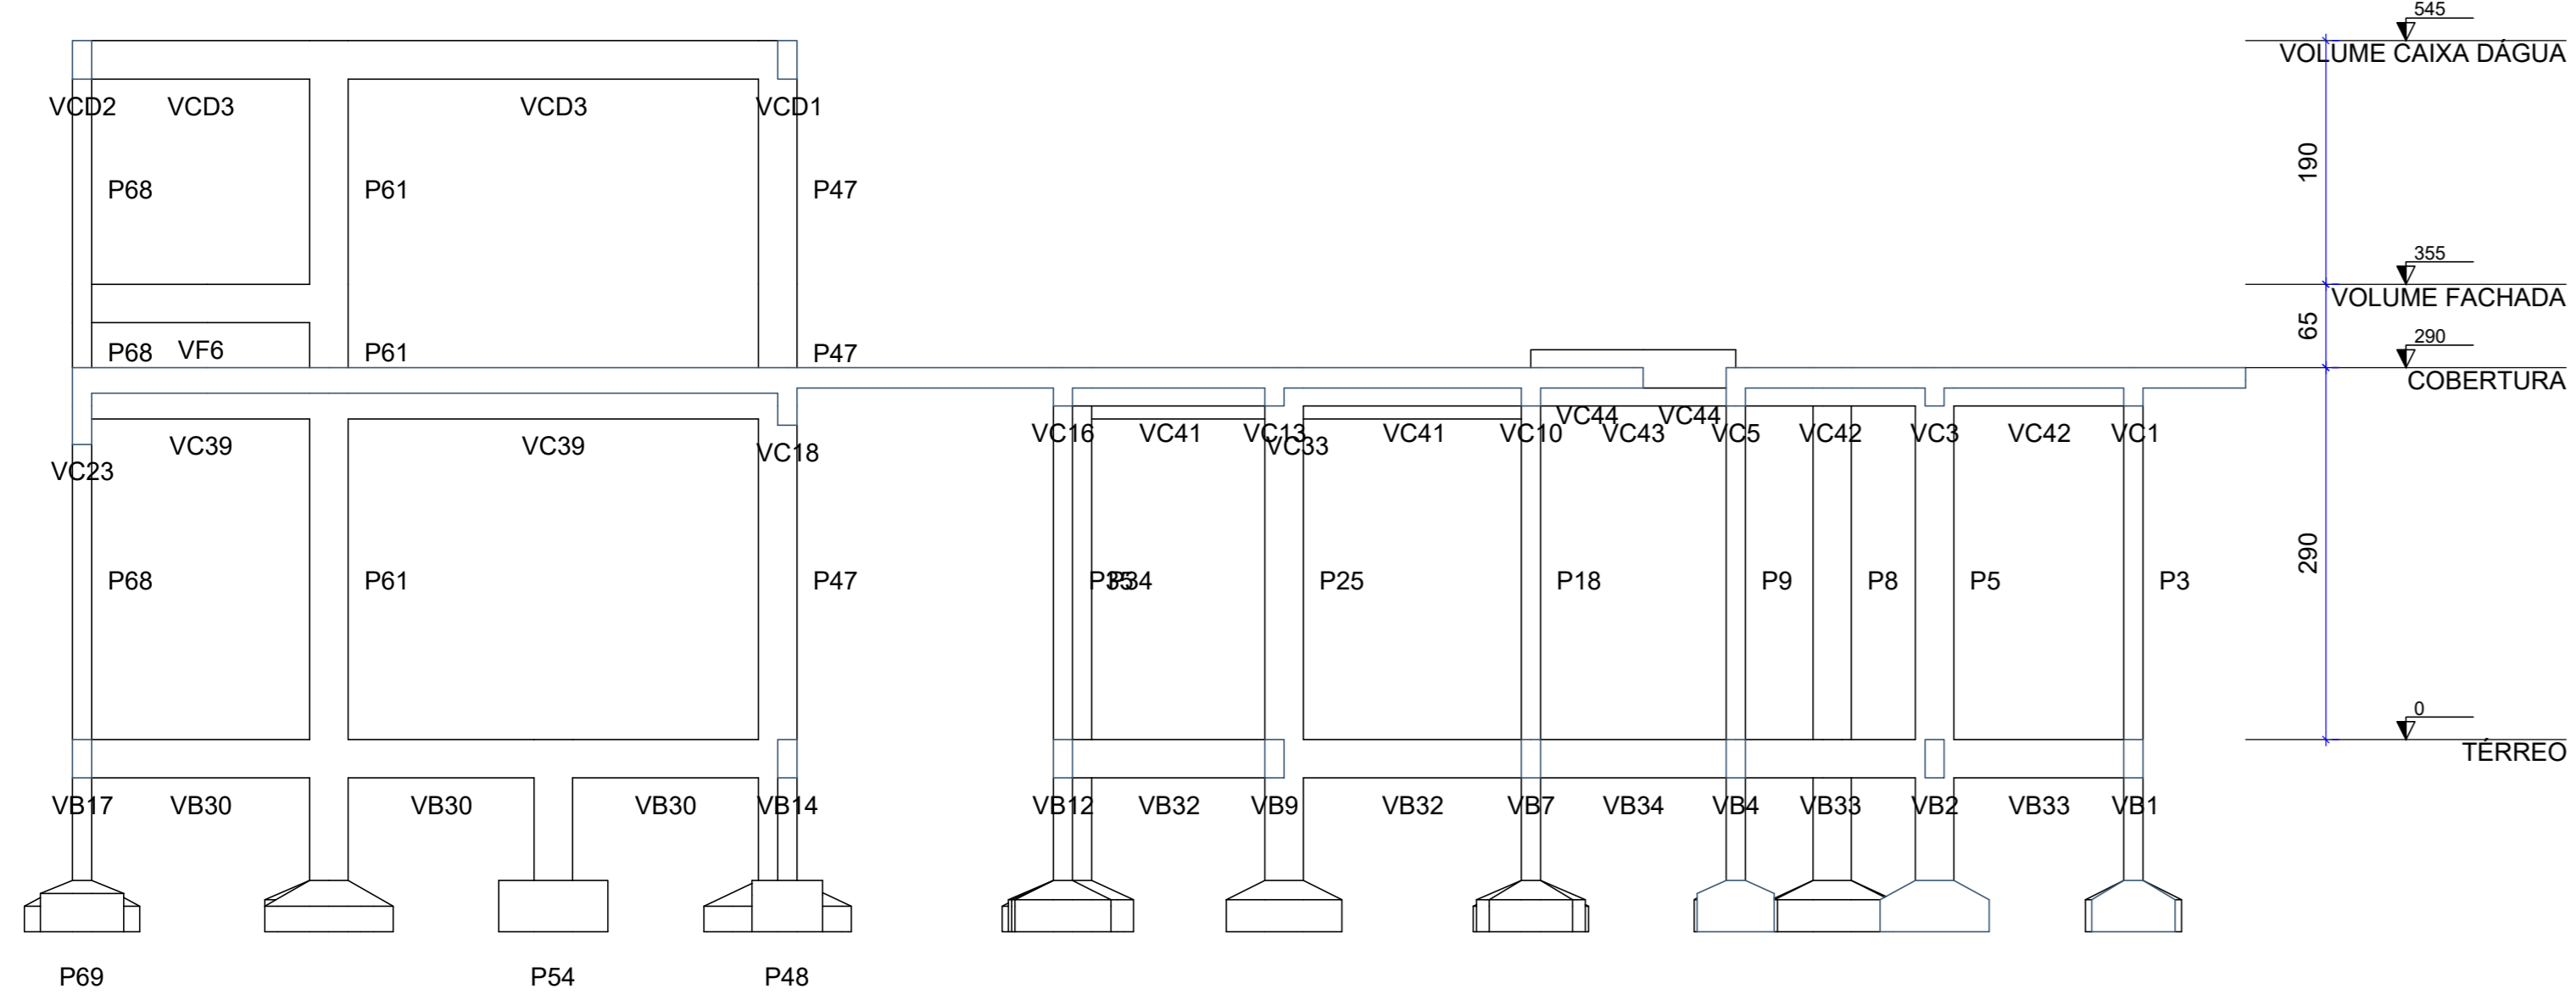 545
VOLUME CAIXA DÁGUA
VCD2 VCD3 VCD3 VCD1
190
P68 P61 P47
355
VOLUME FACHADA
65
290
P68 VF6 P61 P47
COBERTURA
VC44 VC44
VC16 VC41 VC13 VC41 VC10 VC43 VC5 VC42 VC3 VC42 VC1
VC39 VC39 VC18 VC33
VC23
290
P68 P61 P47 P35 P34 P25 P18 P9 P8 P5 P3
0
TÉRREO
VB17 VB30 VB30 VB30 VB14 VB12 VB32 VB9 VB32 VB7 VB34 VB4 VB33 VB2 VB33 VB1
P69 P54 P48